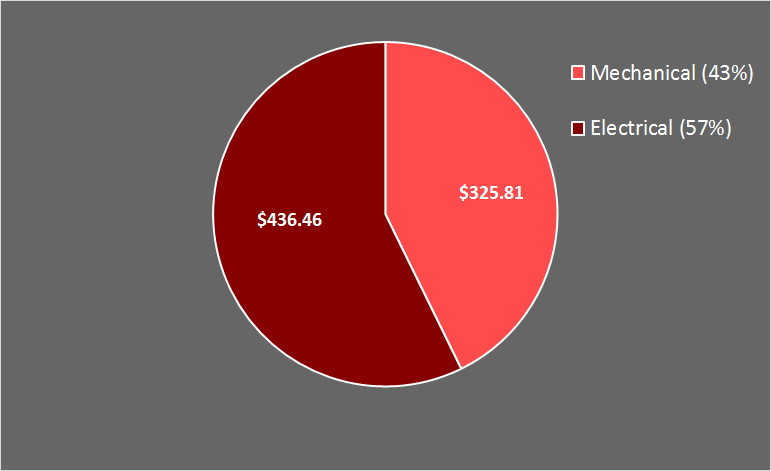 Mechanical (43%)
Electrical (57%)
$325.81
$436.46